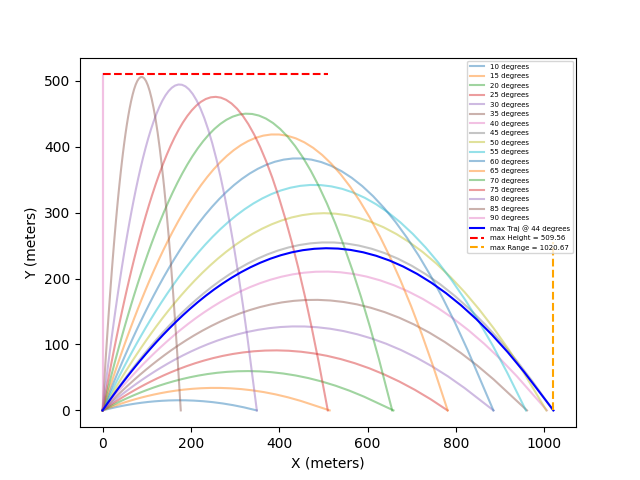 500
400
300
200
100
0
Y (meters)
0 200 400 600 800 1000
X (meters)
10 degrees
15 degrees
20 degrees
25 degrees
30 degrees
35 degrees
40 degrees
45 degrees
50 degrees
55 degrees
60 degrees
65 degrees
70 degrees
75 degrees
80 degrees
85 degrees
90 degrees
max Traj @ 44 degrees
max Height = 509.56
max Range = 1020.67